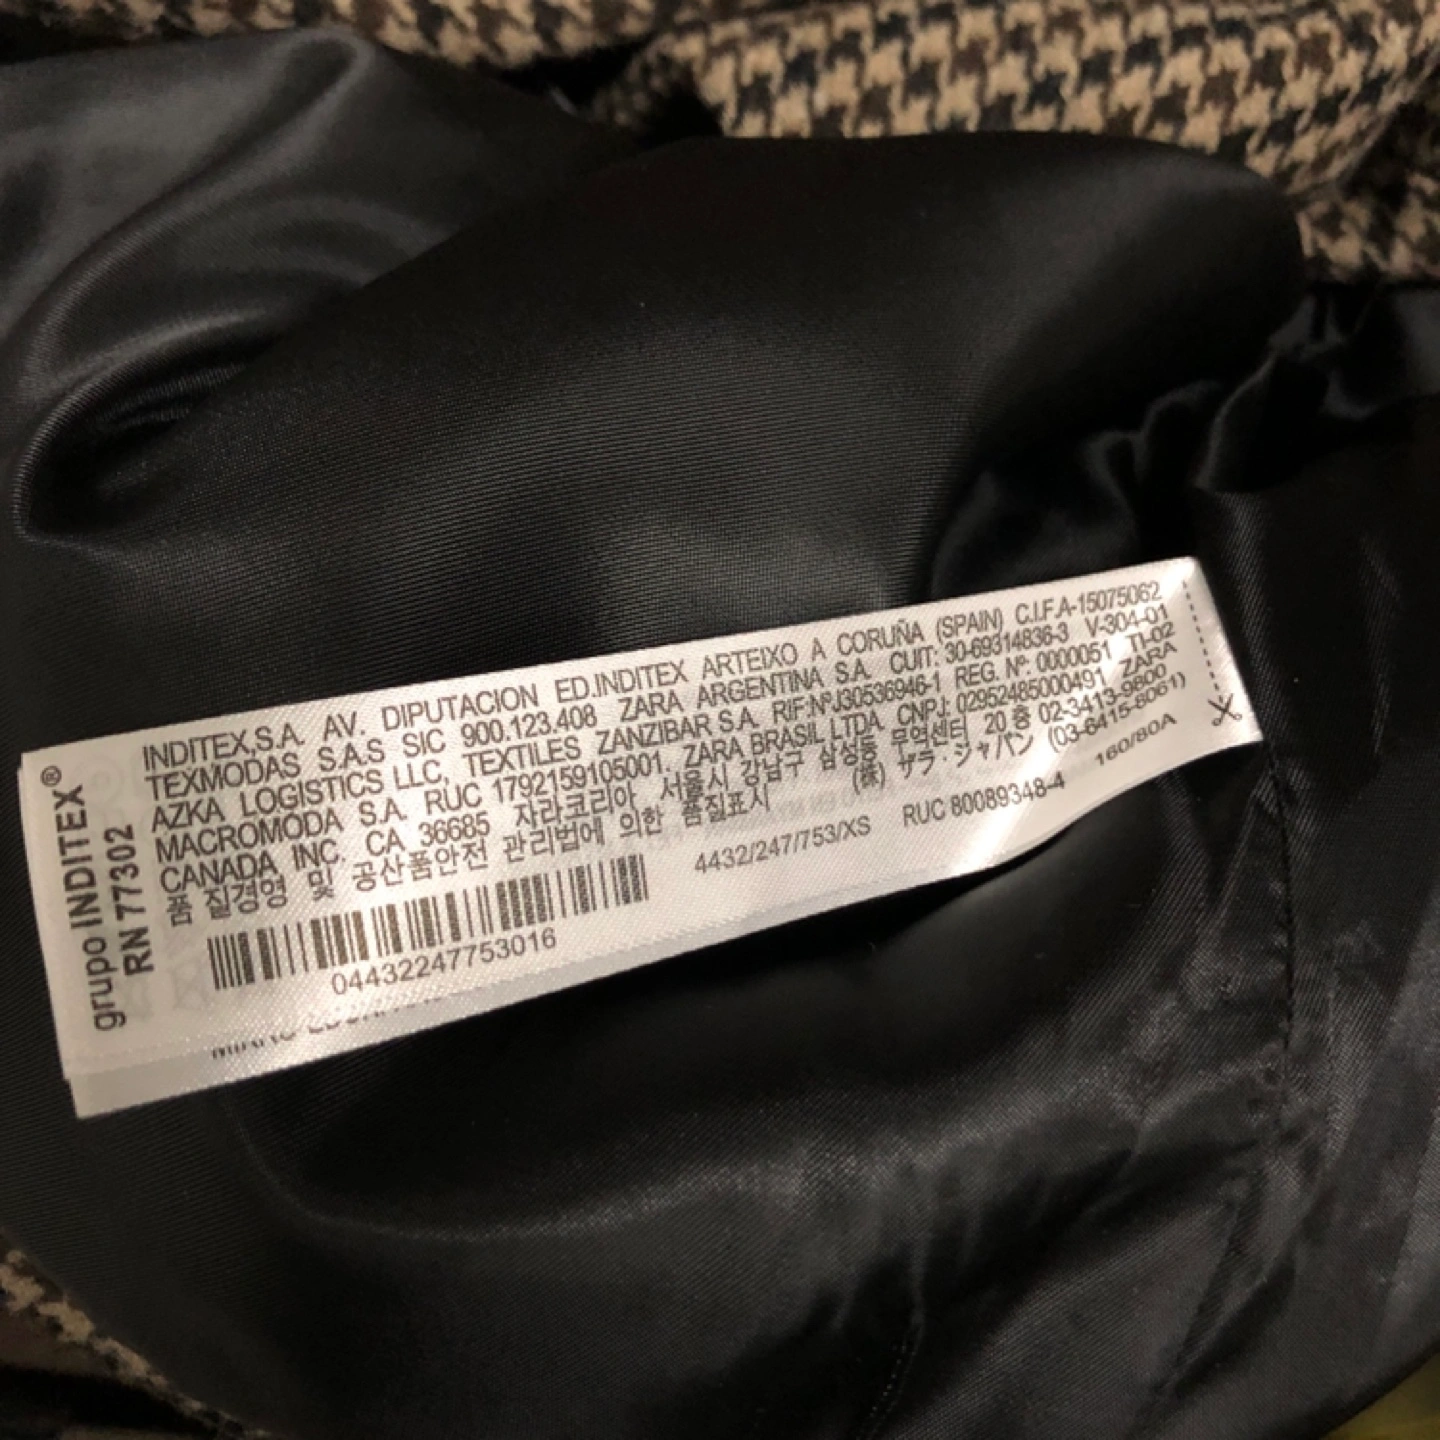 grupo INDITEX®
RN 77302
INDITEX,S.A. AV. DIPUTACION ED.INDITEX ARTEIXO A CORUÑA (SPAIN) C.I.F.A-15075062
TEXMODAS S.A.S SIC 900.123.408 ZARA ARGENTINA S.A. CUIT: 30-69314836-3 V-304-01
AZKA LOGISTICS LLC, TEXTILES ZANZIBAR S.A. RIF:NºJ30536946-1 REG. Nº: 0000051 TI-02
MACROMODA S.A. RUC 1792159105001, ZARA BRASIL LTDA, CNPJ: 02952485000491 ZARA
CANADA INC. CA 36685 자라코리아 서울시 강남구 삼성동 무역센터 20 층 02-3413-9800
품 질경영 및 공산품안전 관리법에 의한 품질표시 (株) ザラ・ジャパン (03-6415-8061)
4432/247/753/XS RUC 80089348-4 160/80A
04432247753016